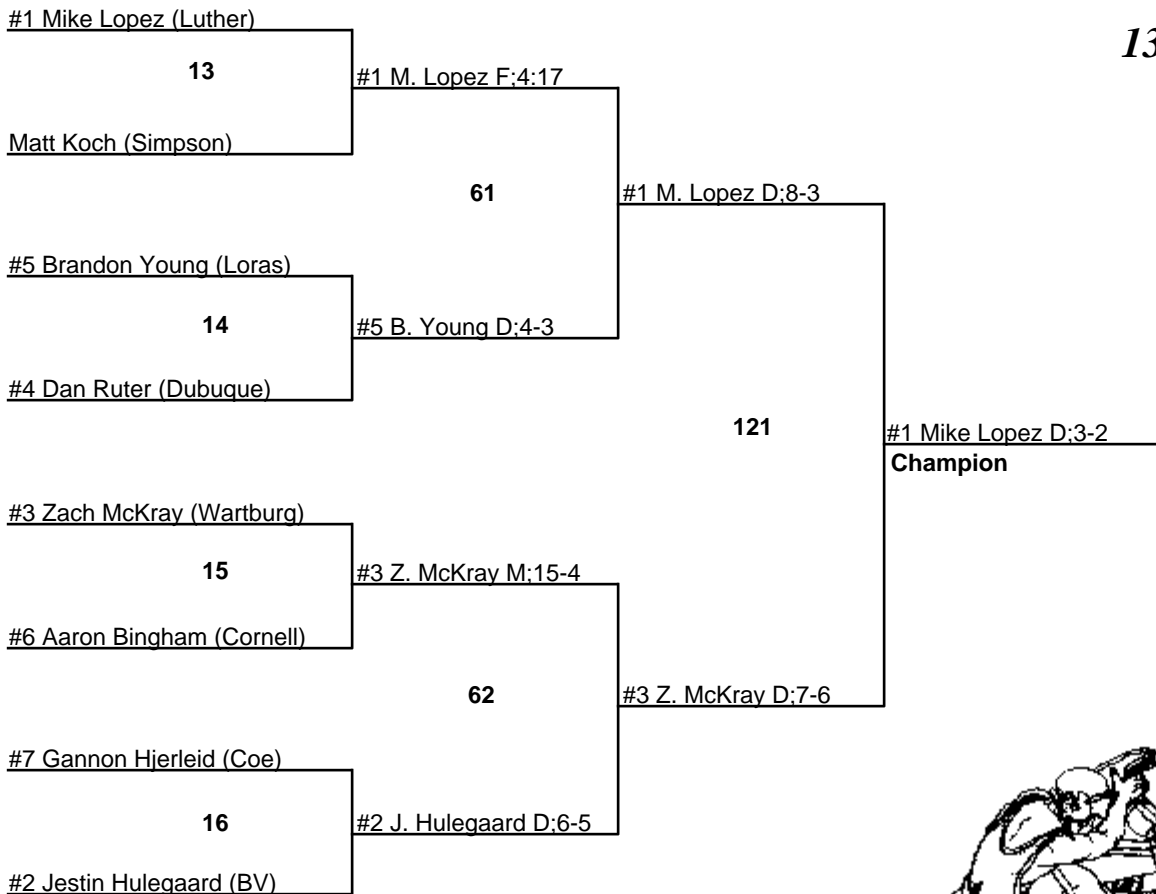 #1 Mike Lopez (Luther)
13
13
#1 M. Lopez F;4:17
Matt Koch (Simpson)
61
#1 M. Lopez D;8-3
#5 Brandon Young (Loras)
14
#5 B. Young D;4-3
#4 Dan Ruter (Dubuque)
121
#1 Mike Lopez D;3-2
Champion
#3 Zach McKray (Wartburg)
15
#3 Z. McKray M;15-4
#6 Aaron Bingham (Cornell)
62
#3 Z. McKray D;7-6
#7 Gannon Hjerleid (Coe)
16
#2 J. Hulegaard D;6-5
#2 Jestin Hulegaard (BV)